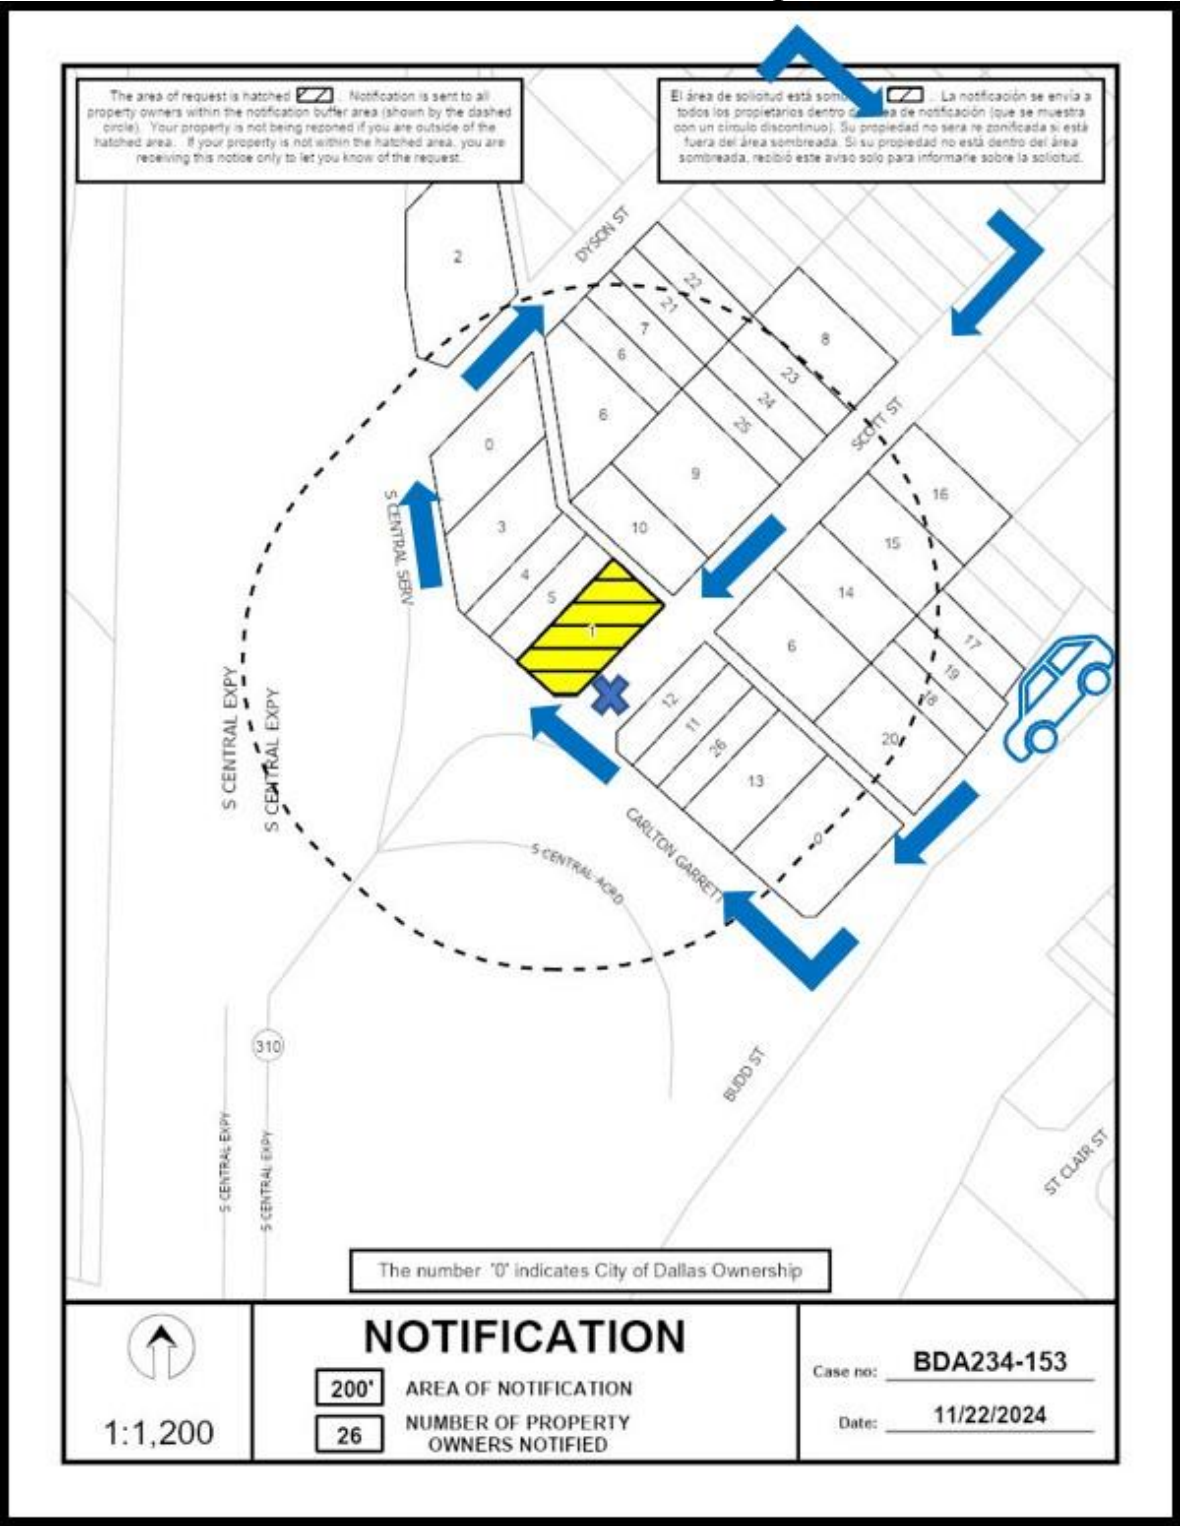 The area of request is hatched . Notification is sent to all
property owners within the notification buffer area (shown by the dashed
circle). Your property is not being rezoned if you are outside of the
hatched area. If your property is not within the hatched area, you are
receiving this notice only to let you know of the request.
El área de solicitud está . La notificación se envía a
todos los propietarios dentro de notificación (que se muestra
con un círculo discontinuo). Su propiedad no sera re zonificada si está
fuera del área sombreada. Si su propiedad no está dentro del área
sombreada, recibió este aviso solo para informarle sobre la solicitud.
DYSON ST
2
22
21
7
6
8
23
24
25
6
0
SCOTT ST
9
16
3
10
15
S CENTRAL SERV
4
5
14
1
6
17
19
18
12
11
26
20
13
0
S CENTRAL EXPY
S CENTRAL EXPY
CARLTON GARRETT
S CENTRAL ACRD
310
BUDD ST
S CENTRAL EXPY
S CENTRAL EXPY
ST CLAIR ST
The number '0' indicates City of Dallas Ownership
1:1,200
NOTIFICATION
200' AREA OF NOTIFICATION
26 NUMBER OF PROPERTY
OWNERS NOTIFIED
Case no: BDA234-153
Date: 11/22/2024